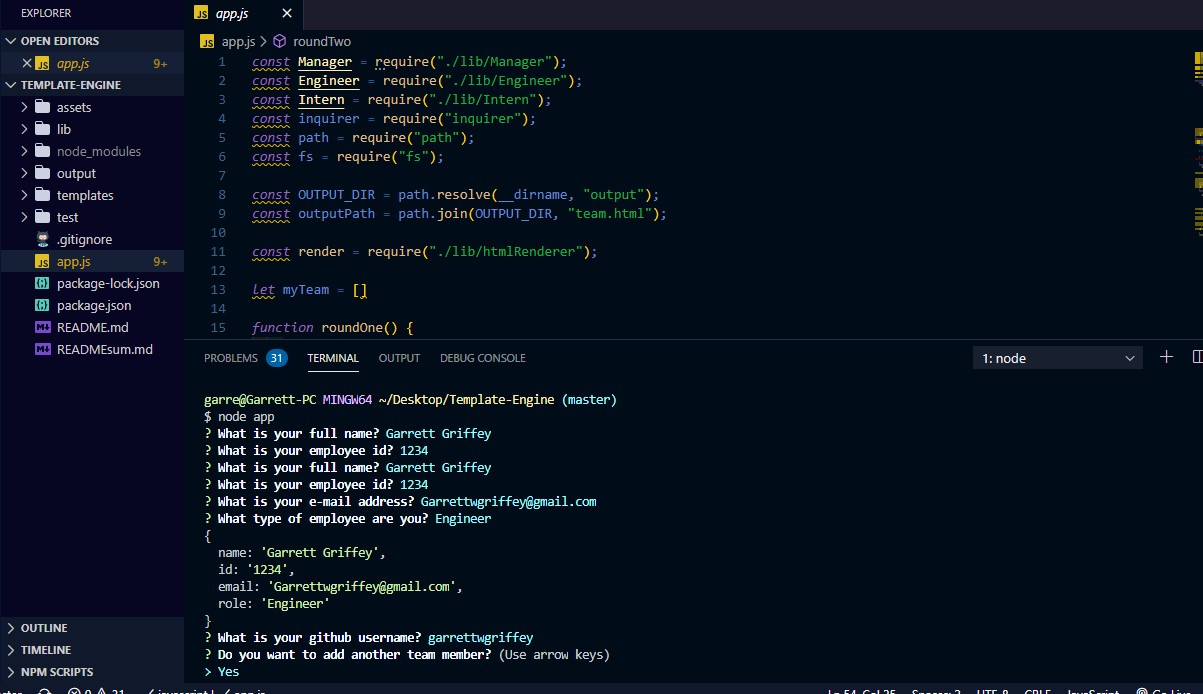 EXPLORER
OPEN EDITORS
app.js 9+
TEMPLATE-ENGINE
assets
lib
node_modules
output
templates
test
.gitignore
app.js 9+
package-lock.json
package.json
README.md
READMEsum.md
OUTLINE
TIMELINE
NPM SCRIPTS
JS app.js ×
JS app.js > roundTwo
1 const Manager = require("./lib/Manager");
2 const Engineer = require("./lib/Engineer");
3 const Intern = require("./lib/Intern");
4 const inquirer = require("inquirer");
5 const path = require("path");
6 const fs = require("fs");
7
8 const OUTPUT_DIR = path.resolve(__dirname, "output");
9 const outputPath = path.join(OUTPUT_DIR, "team.html");
10
11 const render = require("./lib/htmlRenderer");
12
13 let myTeam = []
14
15 function roundOne() {
PROBLEMS 31 TERMINAL OUTPUT DEBUG CONSOLE 1: node
garre@Garrett-PC MINGW64 ~/Desktop/Template-Engine (master)
$ node app
? What is your full name? Garrett Griffey
? What is your employee id? 1234
? What is your full name? Garrett Griffey
? What is your employee id? 1234
? What is your e-mail address? Garrettwgriffey@gmail.com
? What type of employee are you? Engineer
{
name: 'Garrett Griffey',
id: '1234',
email: 'Garrettwgriffey@gmail.com',
role: 'Engineer'
}
? What is your github username? garrettwgriffey
? Do you want to add another team member? (Use arrow keys)
> Yes